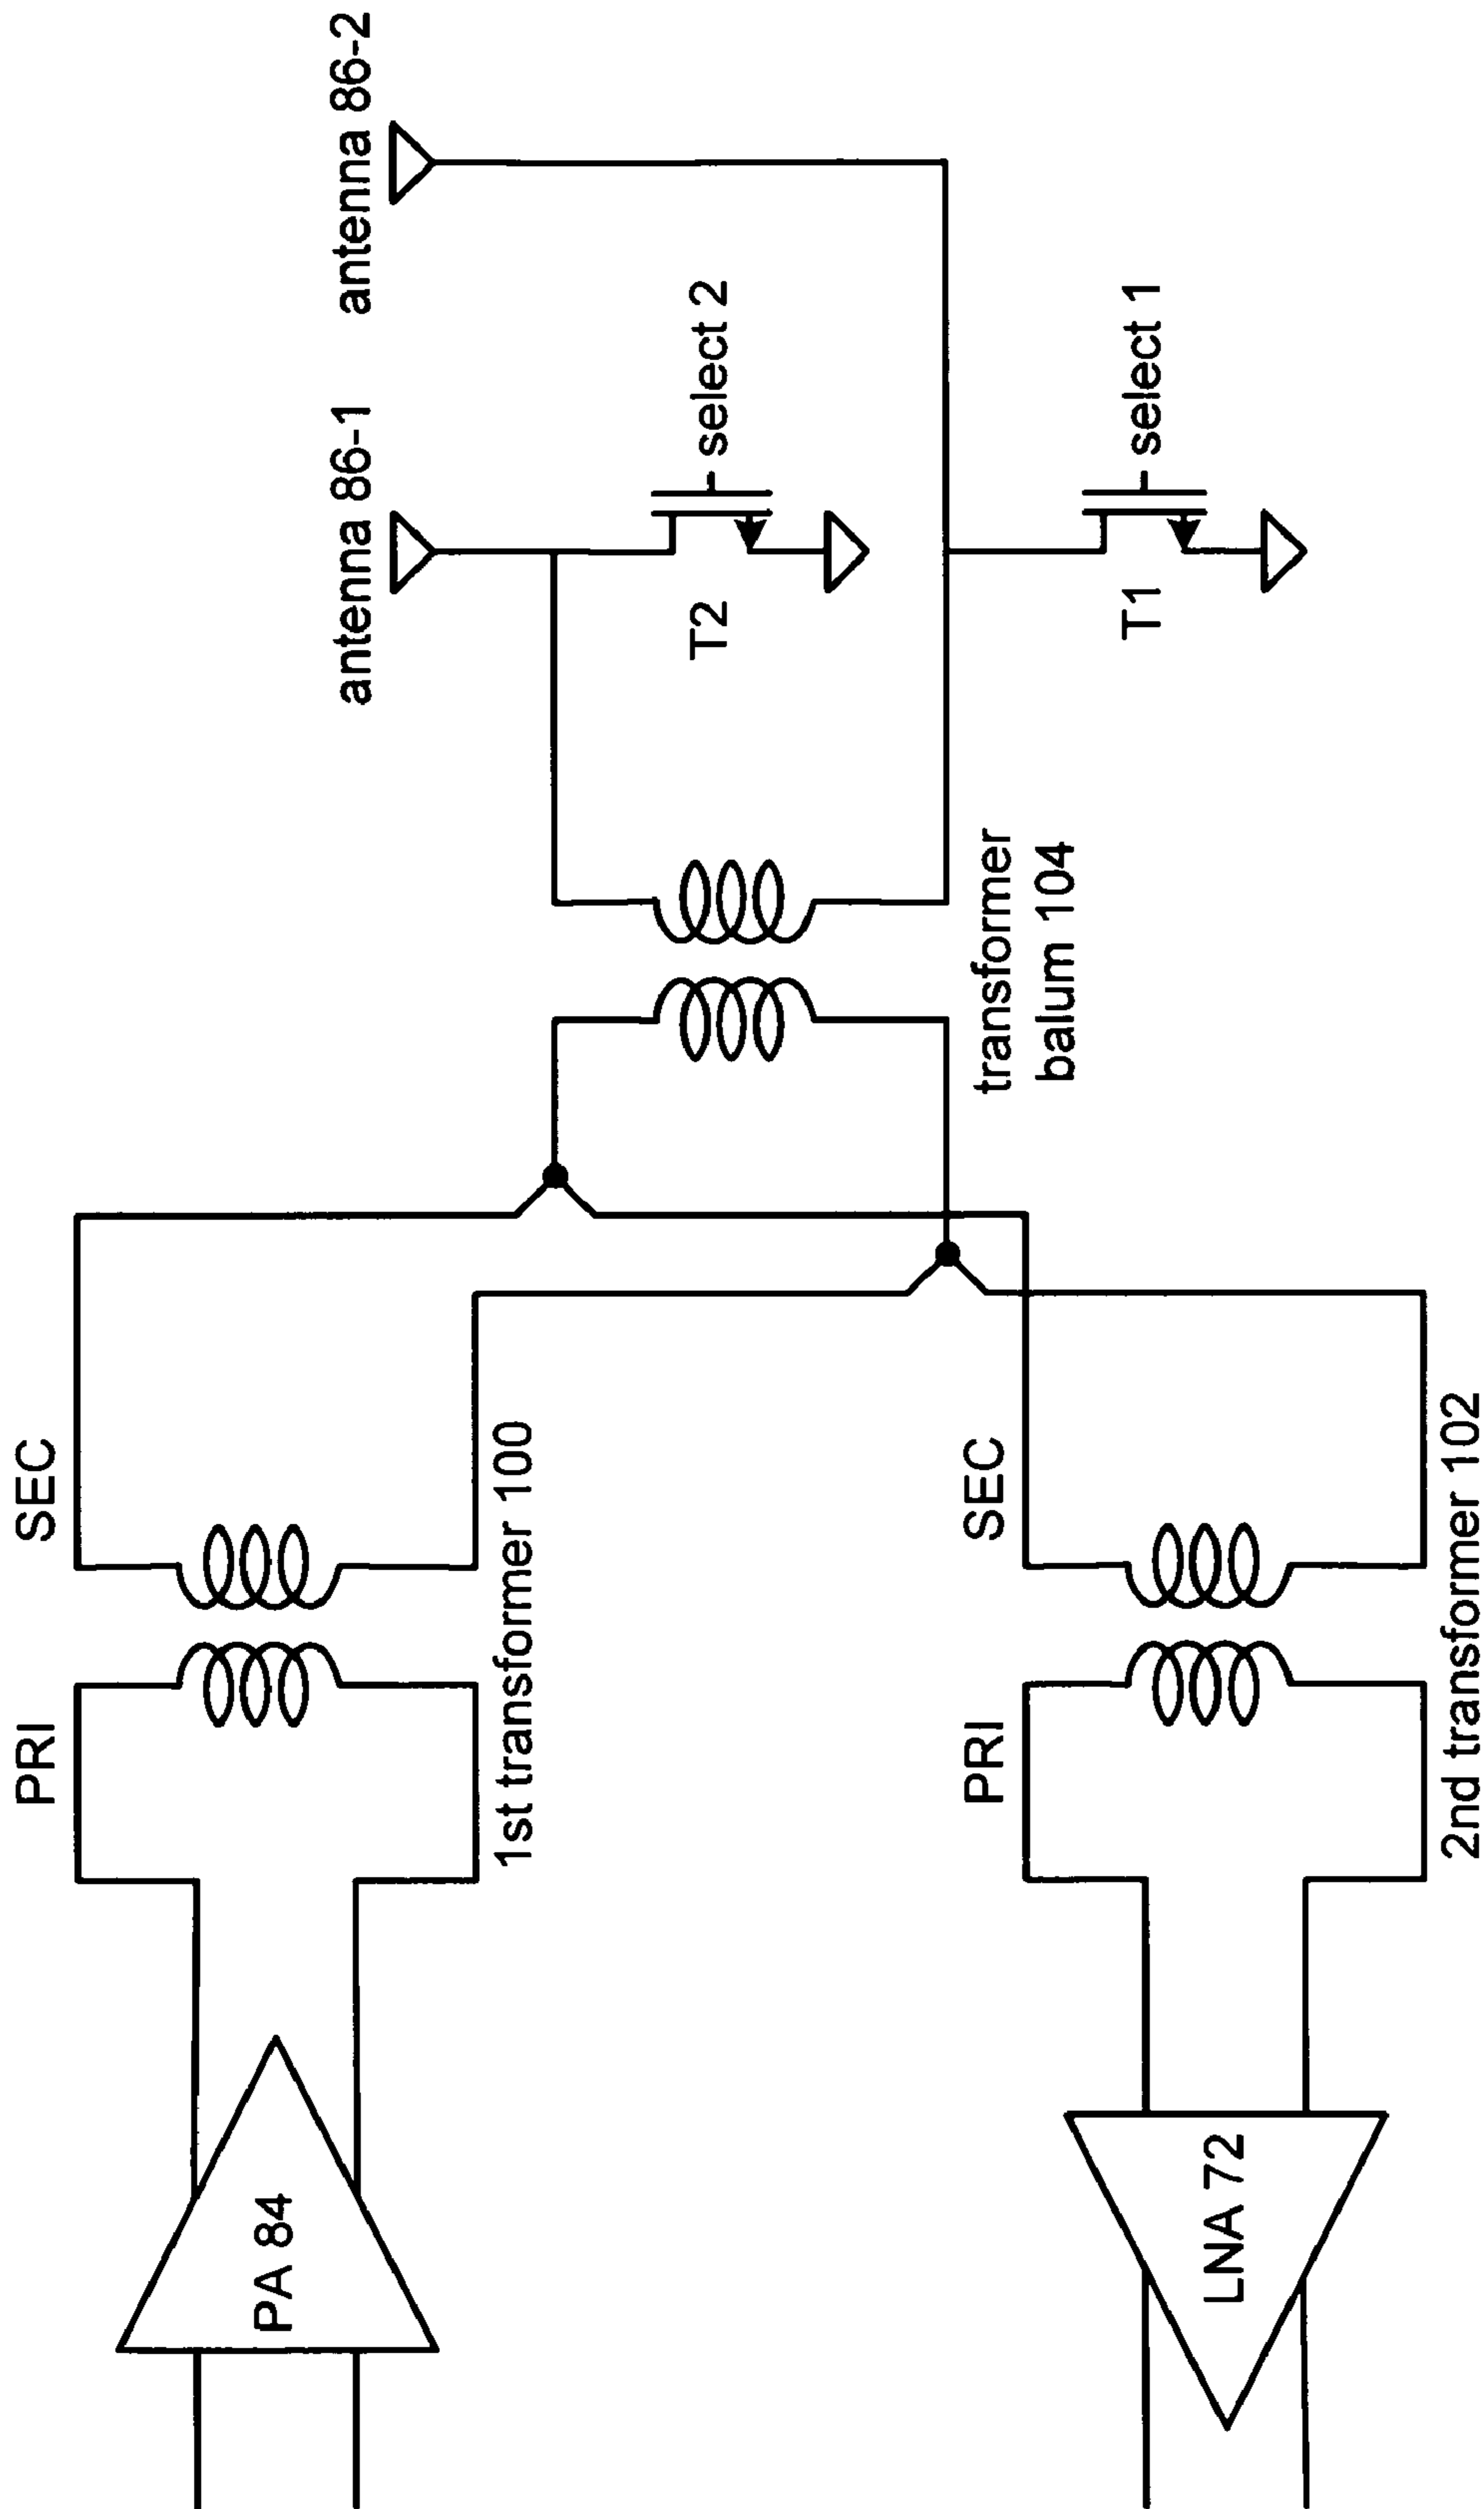 antenna 86-1
antenna 86-2
select 2
T2
select 1
T1
transformer
balum 104
SEC
PRI
1st transformer 100
SEC
PRI
2nd transformer 102
PA 84
LNA 72